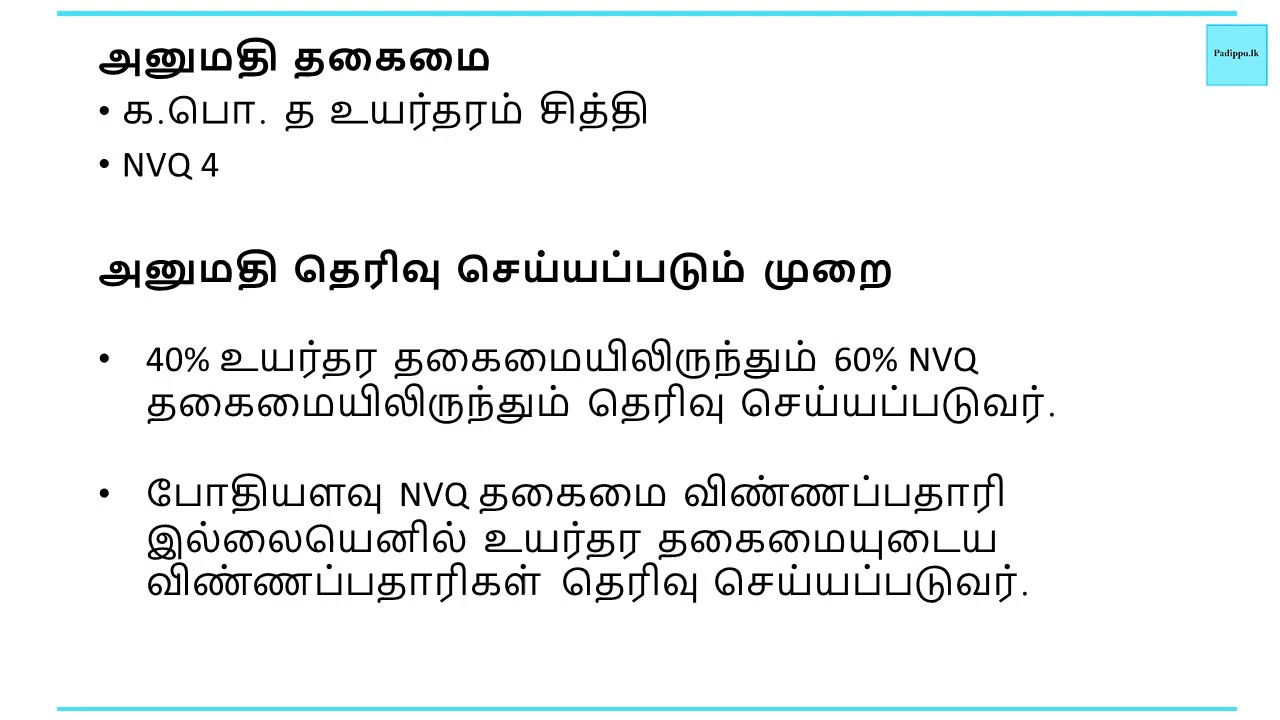 Padippu.lk
அனுமதி தகைமை
• க.பொ. த உயர்தரம் சித்தி
• NVQ 4
அனுமதி தெரிவு செய்யப்படும் முறை
• 40% உயர்தர தகைமையிலிருந்தும் 60% NVQ
தகைமையிலிருந்தும் தெரிவு செய்யப்படுவர்.
• போதியளவு NVQ தகைமை விண்ணப்பதாரி
இல்லையெனில் உயர்தர தகைமையுடைய
விண்ணப்பதாரிகள் தெரிவு செய்யப்படுவர்.